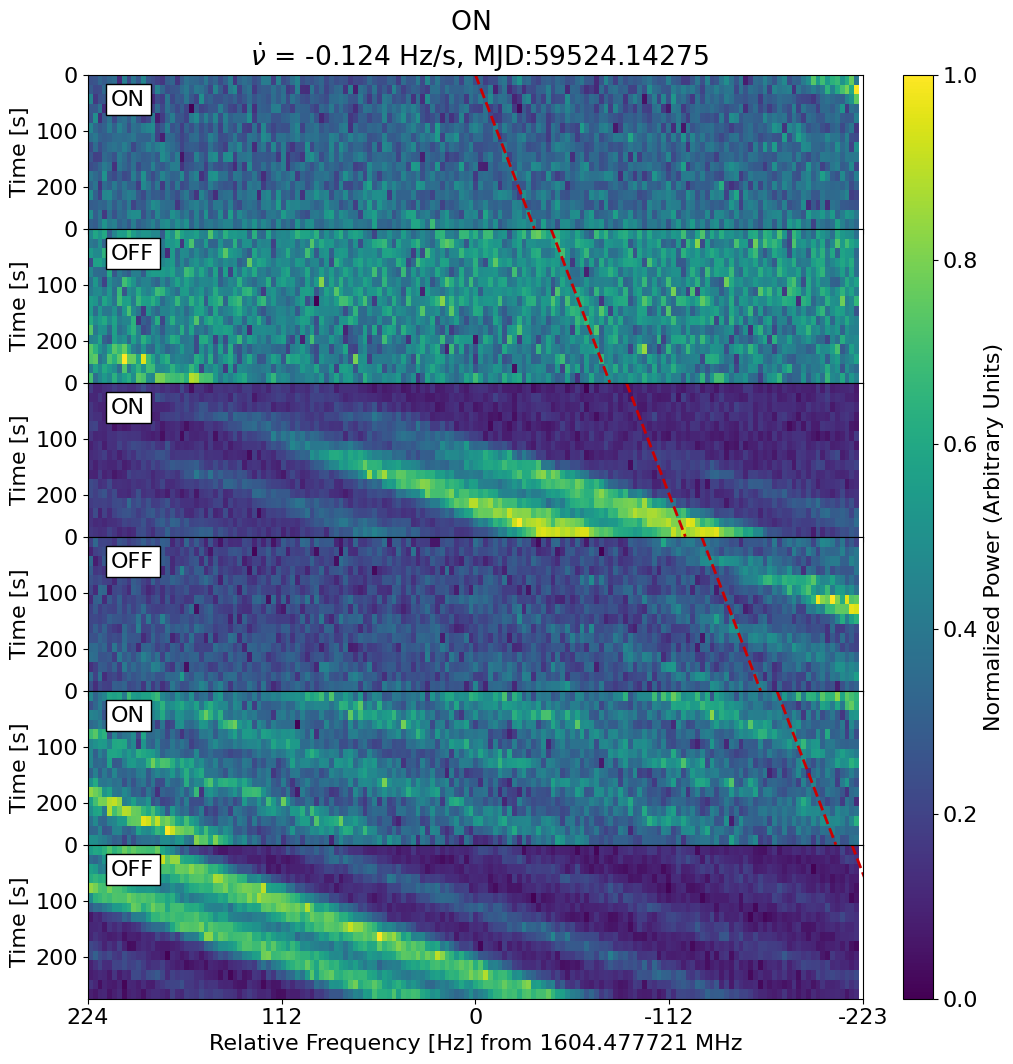 ON
ν̇ = -0.124 Hz/s, MJD:59524.14275
0
100
200
Time [s]
ON
0
100
200
Time [s]
OFF
0
100
200
Time [s]
ON
0
100
200
Time [s]
OFF
0
100
200
Time [s]
ON
0
100
200
Time [s]
OFF
224 112 0 -112 -223
Relative Frequency [Hz] from 1604.477721 MHz
1.0
0.8
0.6
0.4
0.2
0.0
Normalized Power (Arbitrary Units)